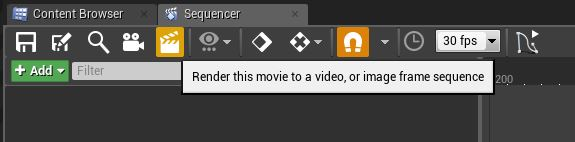 Content Browser
Sequencer
30 fps
+ Add
Filter
Render this movie to a video, or image frame sequence
200